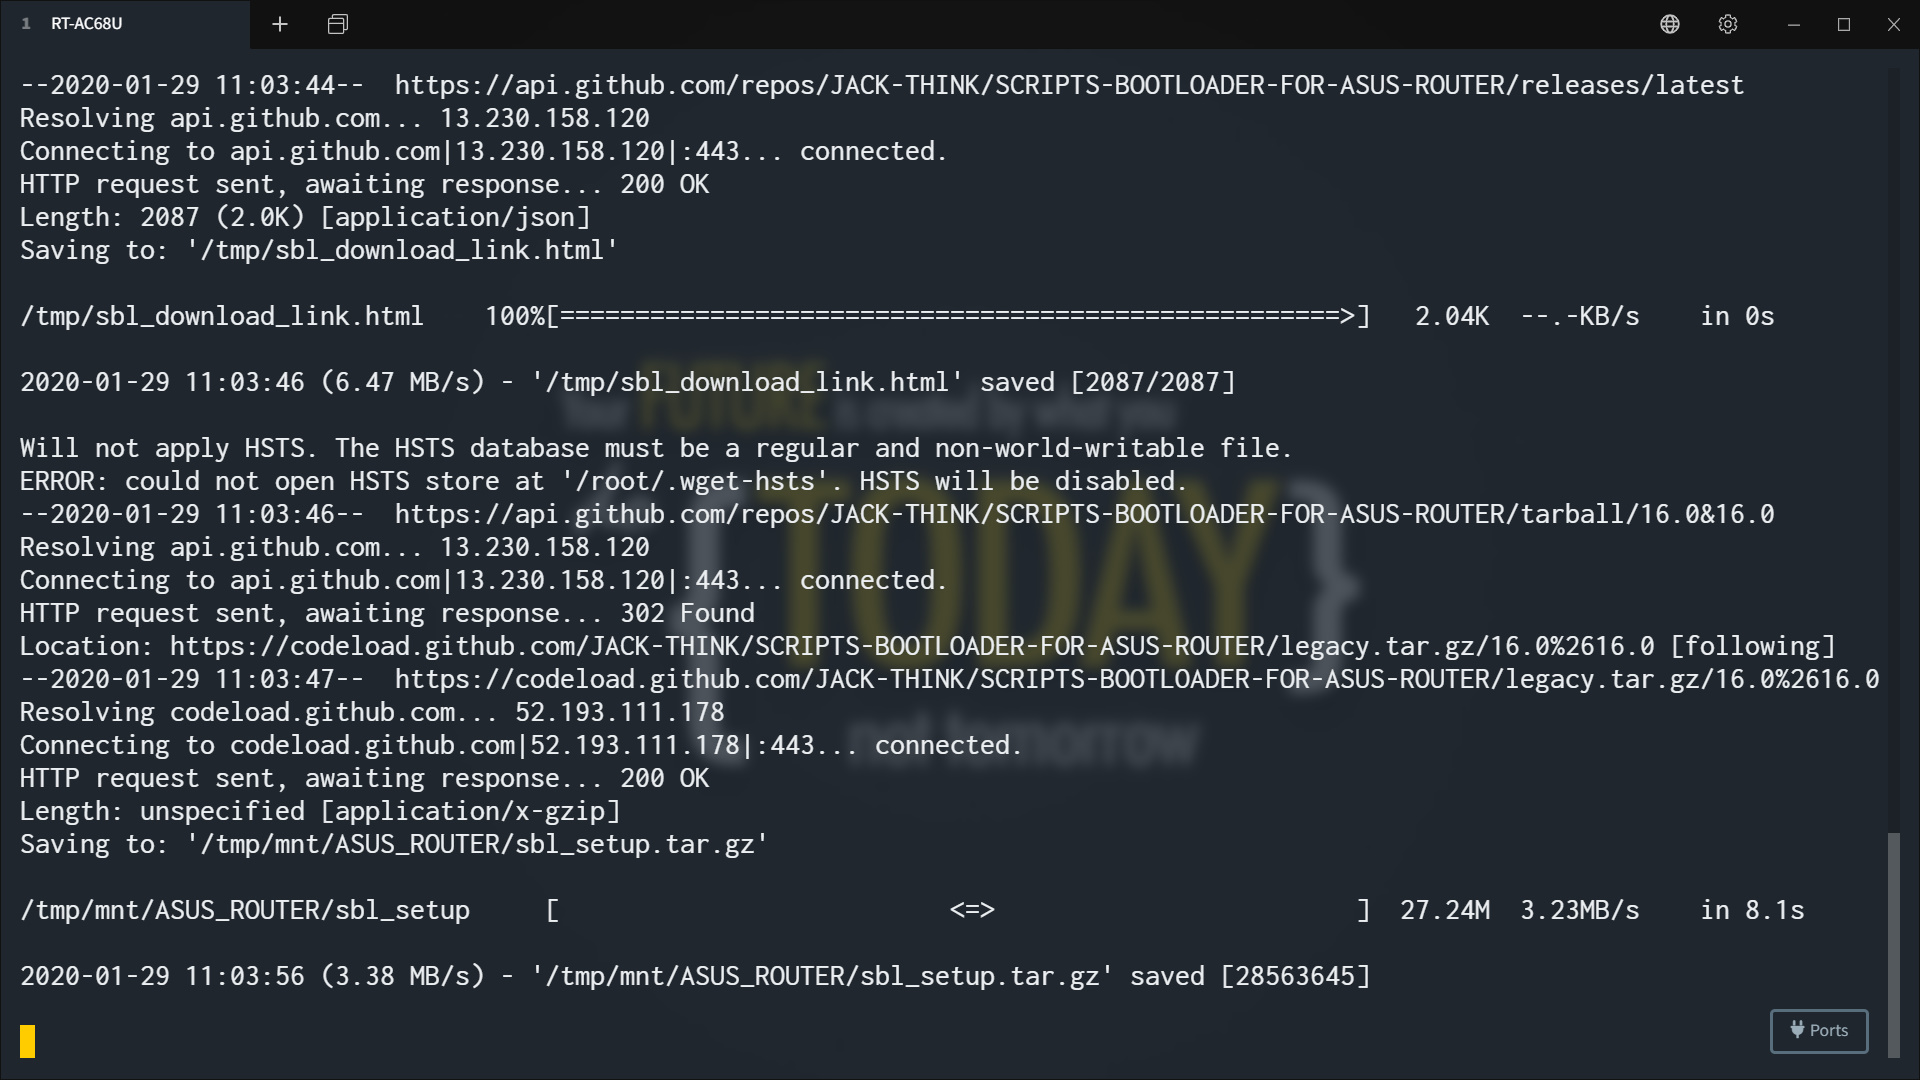 1 RT-AC68U
--2020-01-29 11:03:44--  https://api.github.com/repos/JACK-THINK/SCRIPTS-BOOTLOADER-FOR-ASUS-ROUTER/releases/latest
Resolving api.github.com... 13.230.158.120
Connecting to api.github.com|13.230.158.120|:443... connected.
HTTP request sent, awaiting response... 200 OK
Length: 2087 (2.0K) [application/json]
Saving to: '/tmp/sbl_download_link.html'
/tmp/sbl_download_link.html    100%[====================================================>]   2.04K  --.-KB/s    in 0s
2020-01-29 11:03:46 (6.47 MB/s) - '/tmp/sbl_download_link.html' saved [2087/2087]
Your FUTURE is created by what you
Will not apply HSTS. The HSTS database must be a regular and non-world-writable file.
ERROR: could not open HSTS store at '/root/.wget-hsts'. HSTS will be disabled.
--2020-01-29 11:03:46--  https://api.github.com/repos/JACK-THINK/SCRIPTS-BOOTLOADER-FOR-ASUS-ROUTER/tarball/16.0&16.0
Resolving api.github.com... 13.230.158.120
Connecting to api.github.com|13.230.158.120|:443... connected.
{TODAY}
HTTP request sent, awaiting response... 302 Found
Location: https://codeload.github.com/JACK-THINK/SCRIPTS-BOOTLOADER-FOR-ASUS-ROUTER/legacy.tar.gz/16.0%2616.0 [following]
--2020-01-29 11:03:47--  https://codeload.github.com/JACK-THINK/SCRIPTS-BOOTLOADER-FOR-ASUS-ROUTER/legacy.tar.gz/16.0%2616.0
Resolving codeload.github.com... 52.193.111.178
Connecting to codeload.github.com|52.193.111.178|:443... connected.
not tomorrow
HTTP request sent, awaiting response... 200 OK
Length: unspecified [application/x-gzip]
Saving to: '/tmp/mnt/ASUS_ROUTER/sbl_setup.tar.gz'
/tmp/mnt/ASUS_ROUTER/sbl_setup     [                          <=>                        ]  27.24M  3.23MB/s    in 8.1s
2020-01-29 11:03:56 (3.38 MB/s) - '/tmp/mnt/ASUS_ROUTER/sbl_setup.tar.gz' saved [28563645]
Ports